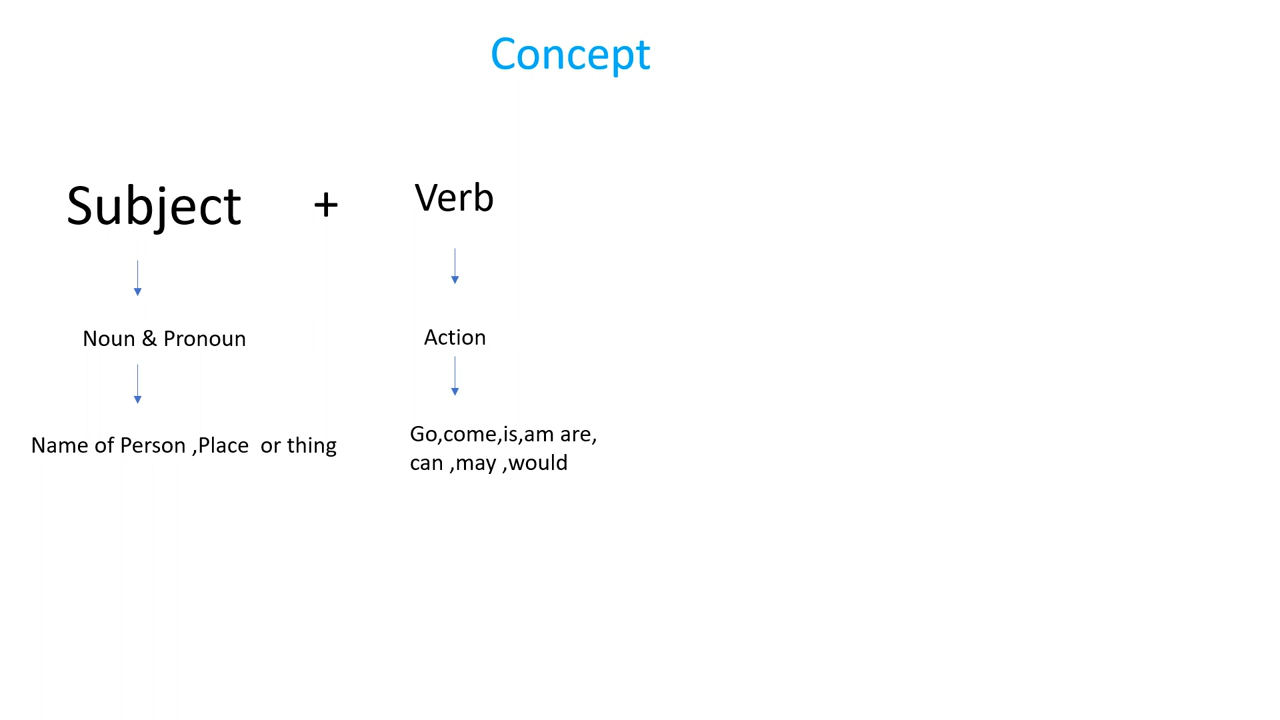 Concept
Subject + Verb
Noun & Pronoun Action
Name of Person ,Place or thing
Go,come,is,am are,
can ,may ,would